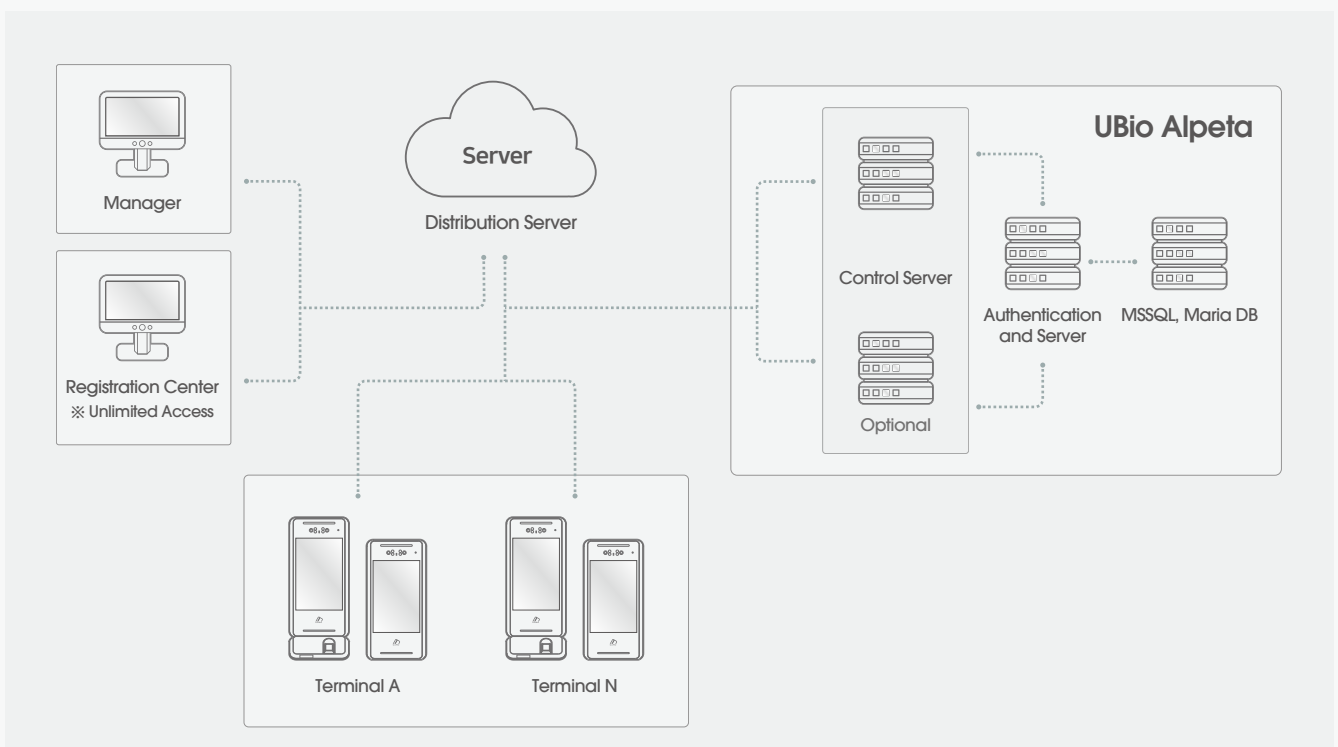 Manager
Registration Center
※ Unlimited Access
Server
Distribution Server
UBio Alpeta
Control Server
Optional
Authentication
and Server
MSSQL, Maria DB
Terminal A
Terminal N